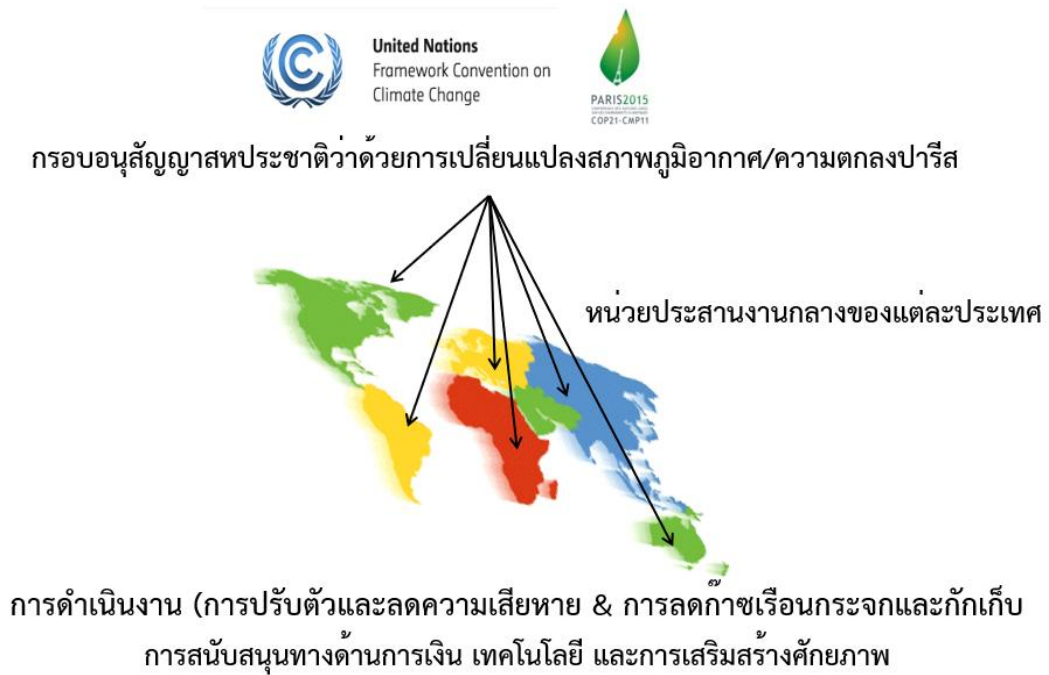 United Nations
Framework Convention on
Climate Change
PARIS2015
COP21·CMP11
กรอบอนุสัญญาสหประชาติว่าด้วยการเปลี่ยนแปลงสภาพภูมิอากาศ/ความตกลงปารีส
หน่วยประสานงานกลางของแต่ละประเทศ
การดำเนินงาน (การปรับตัวและลดความเสียหาย & การลดก๊าซเรือนกระจกและกักเก็บ
การสนับสนุนทางด้านการเงิน เทคโนโลยี และการเสริมสร้างศักยภาพ